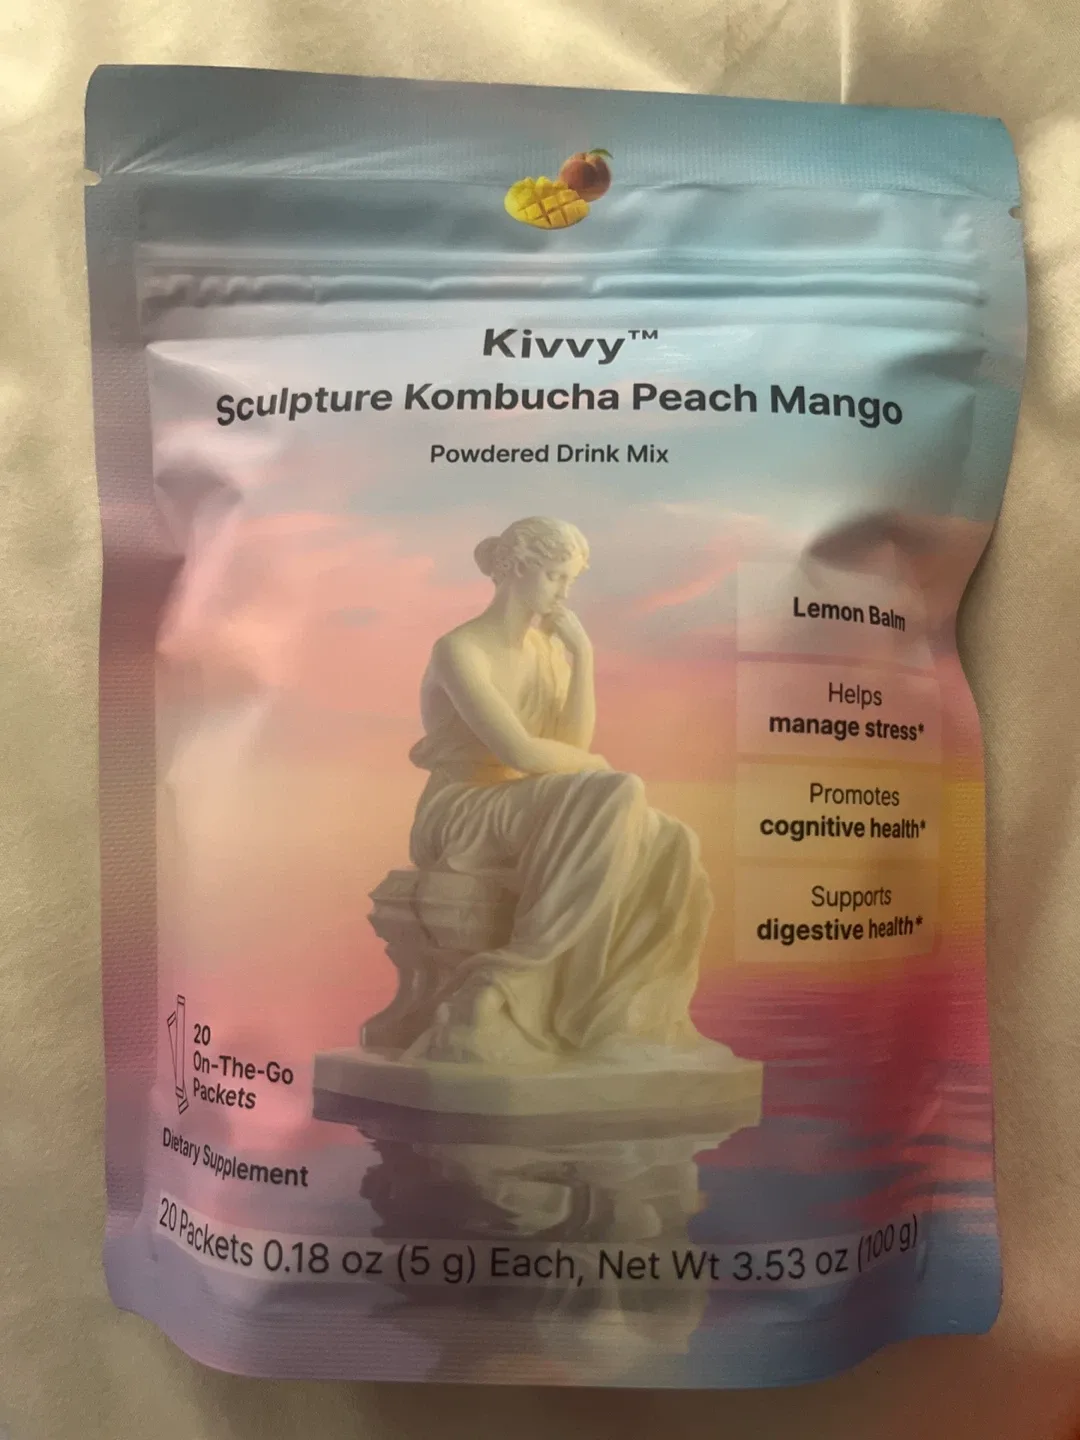 Kivvy™
Sculpture Kombucha Peach Mango
Powdered Drink Mix
Lemon Balm
Helps
manage stress*
Promotes
cognitive health*
Supports
digestive health*
20
On-The-Go
Packets
Dietary Supplement
20 Packets 0.18 oz (5 g) Each, Net Wt 3.53 oz (100 g)